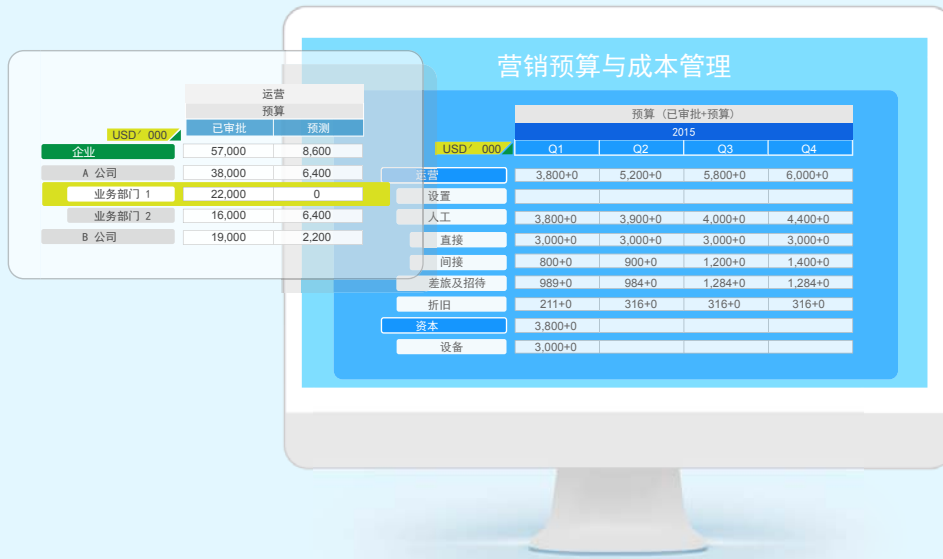 营销预算与成本管理
运营
预算
USD′ 000 已审批 预测
企业 57,000 8,600
A 公司 38,000 6,400
业务部门 1 22,000 0
业务部门 2 16,000 6,400
B 公司 19,000 2,200
预算（已审批+预测）
2015
USD′ 000 Q1 Q2 Q3 Q4
运营 3,800+0 5,200+0 5,800+0 6,000+0
设置
人工 3,800+0 3,900+0 4,000+0 4,400+0
直接 3,000+0 3,000+0 3,000+0 3,000+0
间接 800+0 900+0 1,200+0 1,400+0
差旅及招待 989+0 984+0 1,284+0 1,284+0
折旧 211+0 316+0 316+0 316+0
资本 3,800+0
设备 3,000+0